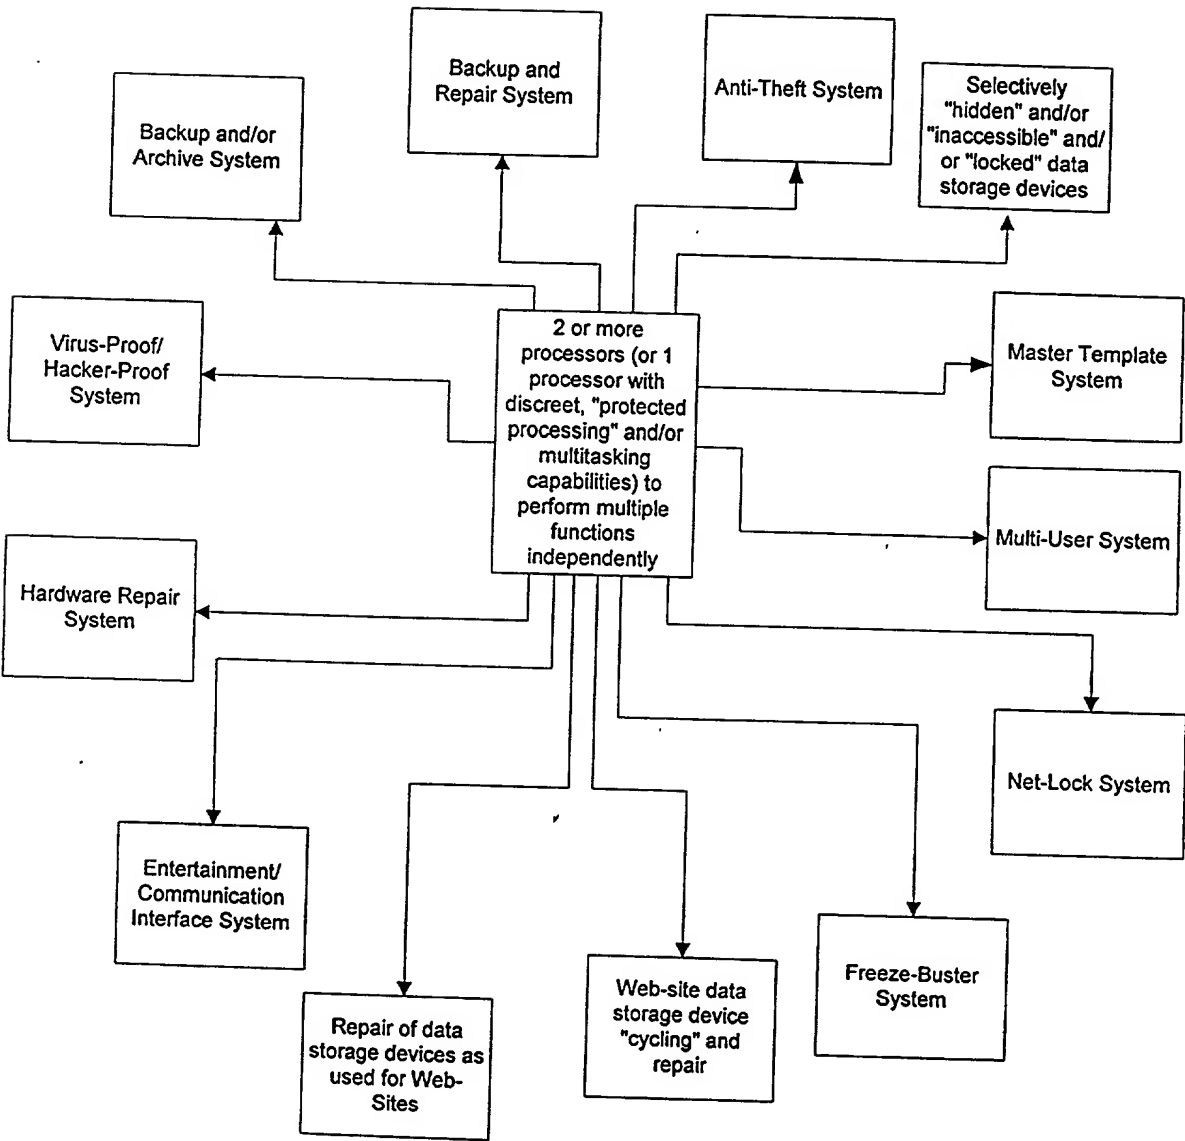 Backup and
Repair System
Anti-Theft System
Selectively
"hidden" and/or
"inaccessible" and/
or "locked" data
storage devices
Backup and/or
Archive System
Virus-Proof/
Hacker-Proof
System
2 or more
processors (or 1
processor with
discreet, "protected
processing" and/or
multitasking
capabilities) to
perform multiple
functions
independently
Master Template
System
Multi-User System
Hardware Repair
System
Net-Lock System
Entertainment/
Communication
Interface System
Repair of data
storage devices as
used for Web-
Sites
Web-site data
storage device
"cycling" and
repair
Freeze-Buster
System